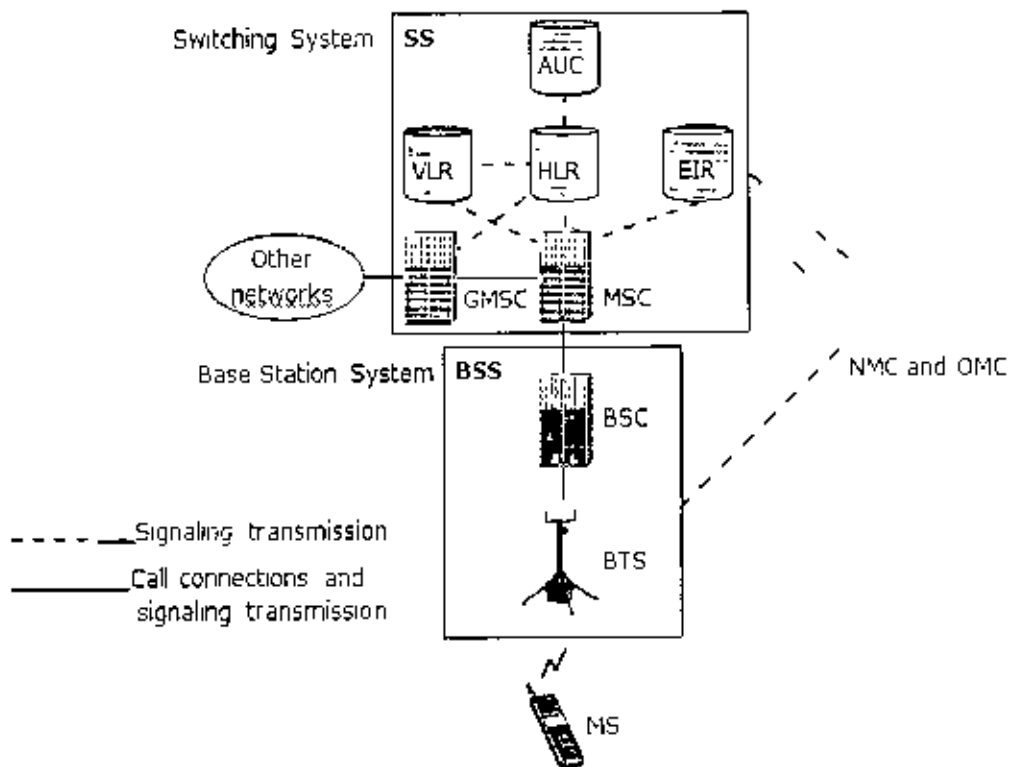 Switching System
SS
AUC
VLR
HLR
EIR
Other
networks
GMSC
MSC
Base Station System
BSS
NMC and OMC
BSC
Signaling transmission
BTS
Call connections and
signaling transmission
MS